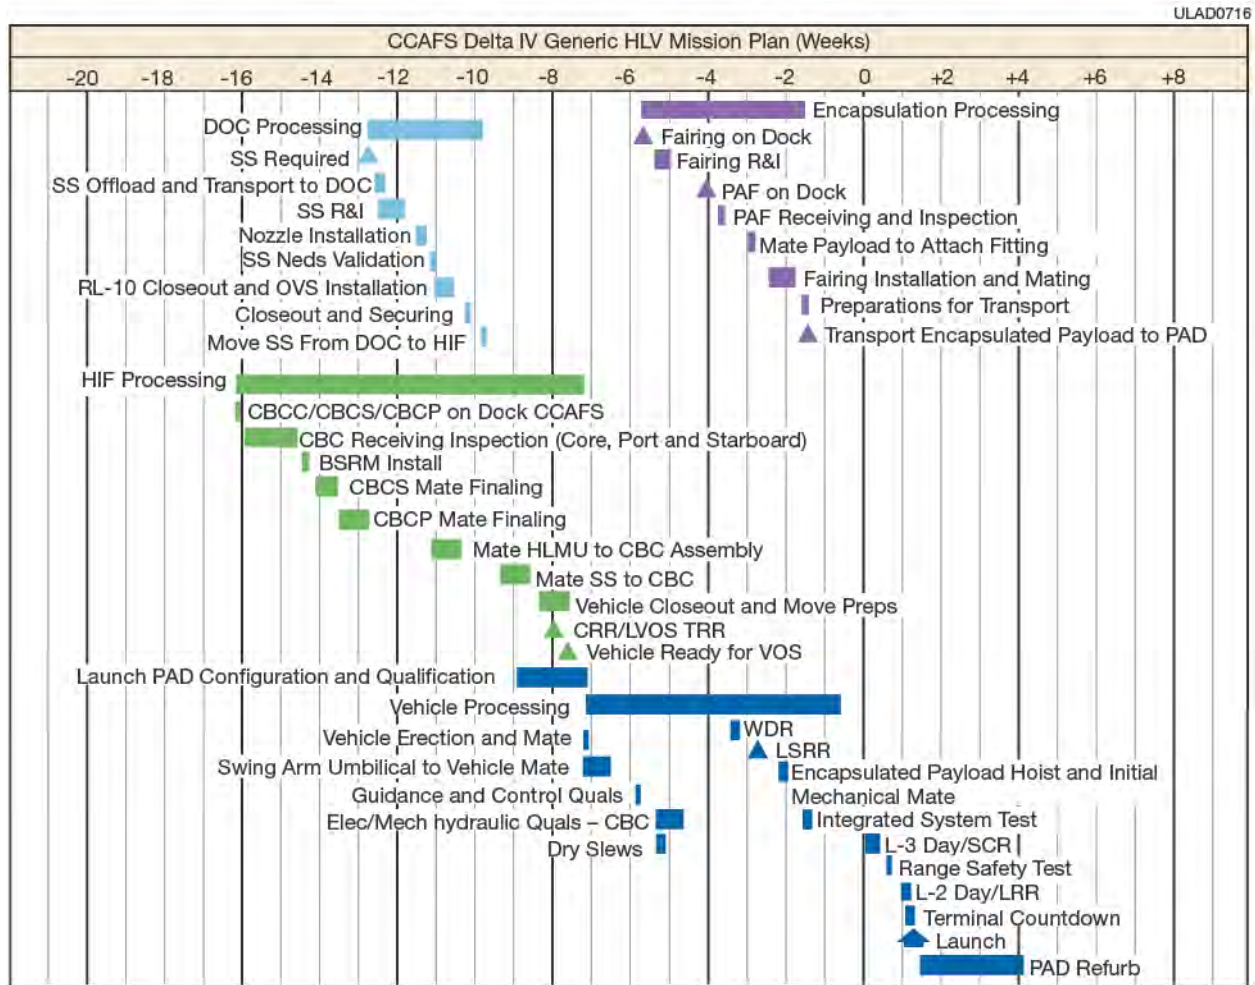 ULAD0716
CCAFS Delta IV Generic HLV Mission Plan (Weeks)
-20 -18 -16 -14 -12 -10 -8 -6 -4 -2 0 +2 +4 +6 +8
Encapsulation Processing
DOC Processing
Fairing on Dock
SS Required
Fairing R&I
SS Offload and Transport to DOC
PAF on Dock
SS R&I
PAF Receiving and Inspection
Nozzle Installation
Mate Payload to Attach Fitting
SS Neds Validation
Fairing Installation and Mating
RL-10 Closeout and OVS Installation
Preparations for Transport
Closeout and Securing
Transport Encapsulated Payload to PAD
Move SS From DOC to HIF
HIF Processing
CBCC/CBCS/CBCP on Dock CCAFS
CBC Receiving Inspection (Core, Port and Starboard)
BSRM Install
CBCS Mate Finaling
CBCP Mate Finaling
Mate HLMU to CBC Assembly
Mate SS to CBC
Vehicle Closeout and Move Preps
CRR/LVOS TRR
Vehicle Ready for VOS
Launch PAD Configuration and Qualification
Vehicle Processing
WDR
Vehicle Erection and Mate
LSRR
Swing Arm Umbilical to Vehicle Mate
Encapsulated Payload Hoist and Initial
Mechanical Mate
Guidance and Control Quals
Integrated System Test
Elec/Mech hydraulic Quals – CBC
L-3 Day/SCR
Dry Slews
Range Safety Test
L-2 Day/LRR
Terminal Countdown
Launch
PAD Refurb